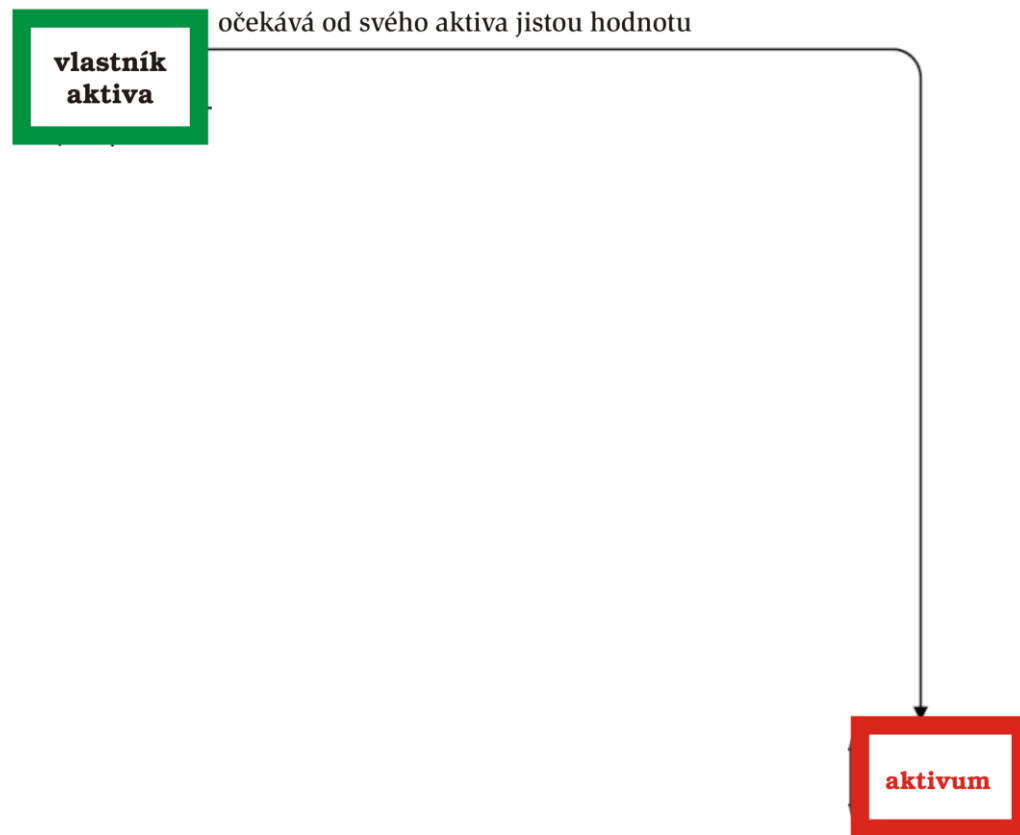 očekává od svého aktiva jistou hodnotu
vlastník
aktiva
aktivum